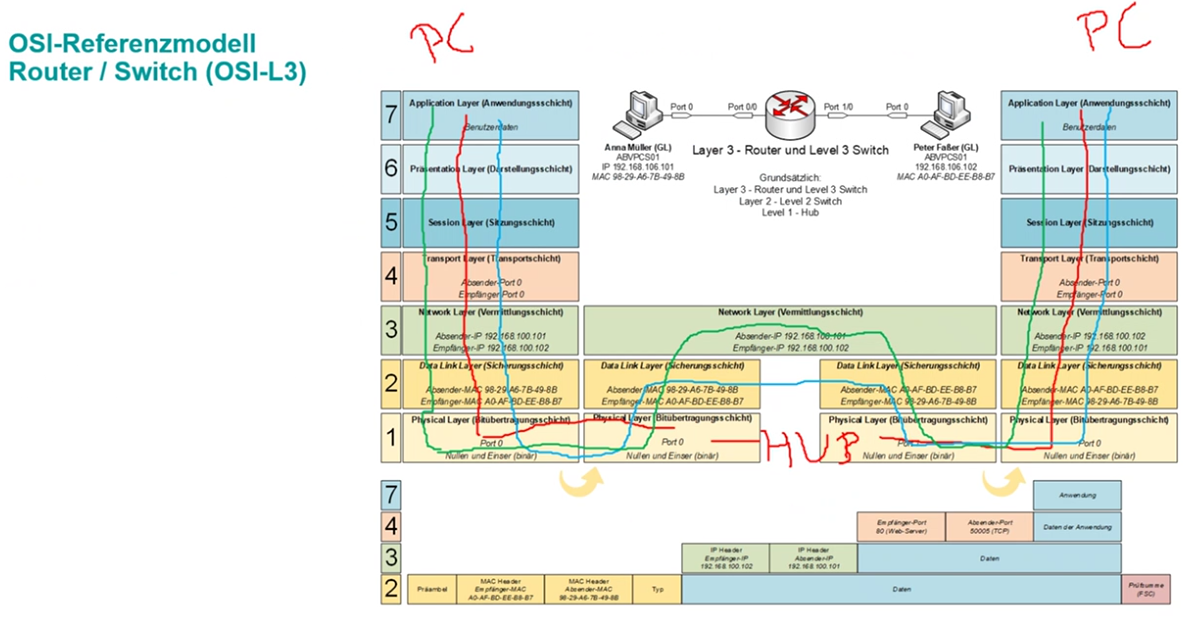 OSI-Referenzmodell
Router / Switch (OSI-L3)
PC
PC
7
Application Layer (Anwendungsschicht)
Benutzerdaten
6
Präsentation Layer (Darstellungsschicht)
5
Session Layer (Sitzungsschicht)
4
Transport Layer (Transportschicht)
Absender-Port 0
Empfänger-Port 0
3
Network Layer (Vermittlungsschicht)
Absender-IP 192.168.100.101
Empfänger-IP 192.168.100.102
2
Data Link Layer (Sicherungsschicht)
Absender-MAC 98-29-A6-7B-49-8B
Empfänger-MAC A0-AF-BD-EE-B8-B7
1
Physical Layer (Bitübertragungsschicht)
Port 0
Nullen und Einser (binär)
Port 0
Port 0/0
Port 1/0
Port 0
Anna Müller (GL)
ABVPCS01
IP 192.168.106.101
MAC 98-29-A6-7B-49-8B
Layer 3 - Router und Level 3 Switch
Peter Faßer (GL)
ABVPCS01
192.168.106.102
MAC A0-AF-BD-EE-B8-B7
Grundsätzlich:
Layer 3 - Router und Level 3 Switch
Layer 2 - Level 2 Switch
Level 1 - Hub
Network Layer (Vermittlungsschicht)
Absender-IP 192.168.100.101
Empfänger-IP 192.168.100.102
Data Link Layer (Sicherungsschicht)
Absender-MAC 98-29-A6-7B-49-8B
Empfänger-MAC A0-AF-BD-EE-B8-B7
Physical Layer (Bitübertragungsschicht)
Port 0
Nullen und Einser (binär)
HUB
Data Link Layer (Sicherungsschicht)
Absender-MAC A0-AF-BD-EE-B8-B7
Empfänger-MAC 98-29-A6-7B-49-8B
Physical Layer (Bitübertragungsschicht)
Port
Nullen und Einser (binär)
Application Layer (Anwendungsschicht)
Benutzerdaten
Präsentation Layer (Darstellungsschicht)
Session Layer (Sitzungsschicht)
Transport Layer (Transportschicht)
Absender-Port 0
Empfänger-Port 0
Network Layer (Vermittlungsschicht)
Absender-IP 192.168.100.102
Empfänger-IP 192.168.100.101
Data Link Layer (Sicherungsschicht)
Absender-MAC A0-AF-BD-EE-B8-B7
Empfänger-MAC 98-29-A6-7B-49-8B
Physical Layer (Bitübertragungsschicht)
Port 0
Nullen und Einser (binär)
7
Anwendung
4
Empfänger-Port
80 (Web-Server)
Absender-Port
50005 (TCP)
Daten der Anwendung
3
IP Header
Empfänger-IP
192.168.100.102
IP Header
Absender-IP
192.168.100.101
Daten
2
Präambel
MAC Header
Empfänger-MAC
A0-AF-BD-EE-B8-B7
MAC Header
Absender-MAC
98-29-A6-7B-49-8B
Typ
Daten
Prüfsumme
(FSC)